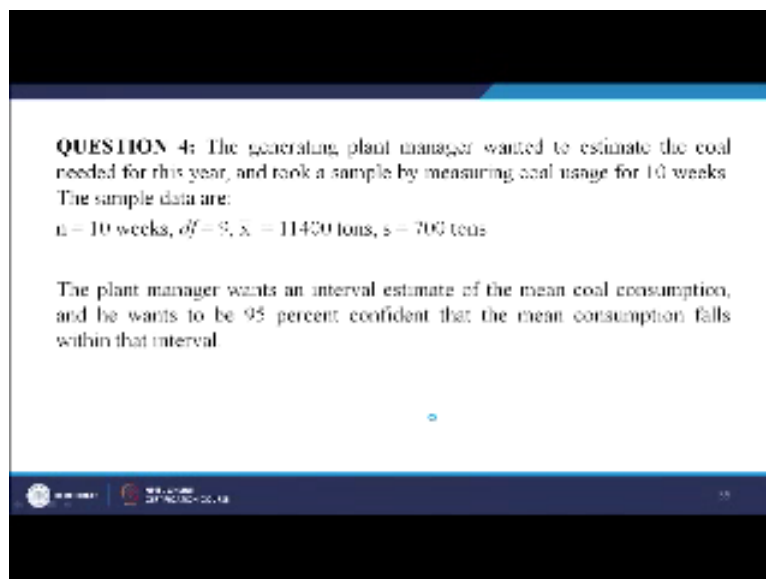 QUESTION 4: The generating plant manager wanted to estimate the coal
needed for this year, and took a sample by measuring coal usage for 10 weeks
The sample data are:
n = 10 weeks, df = 9, x̄ = 11400 tons, s = 700 tons
The plant manager wants an interval estimate of the mean coal consumption,
and he wants to be 95 percent confident that the mean consumption falls
within that interval
CERTIFICATION COURSE